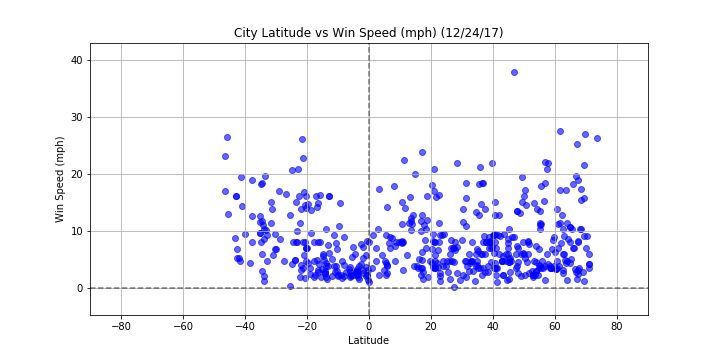 City Latitude vs Win Speed (mph) (12/24/17)
Win Speed (mph)
40
30
20
10
0
−80 −60 −40 −20 0 20 40 60 80
Latitude